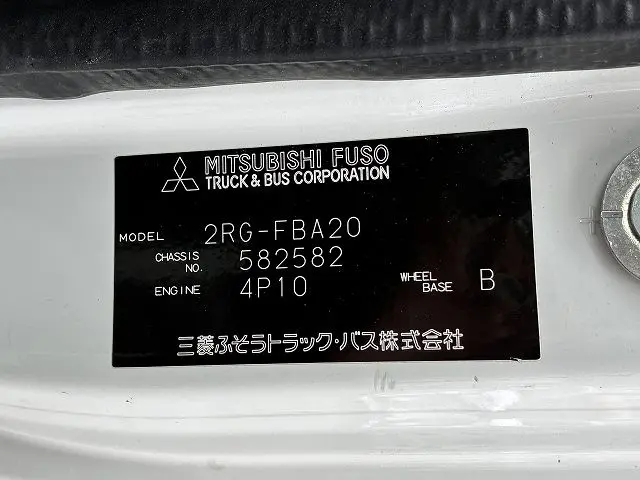 MITSUBISHI FUSO
TRUCK & BUS CORPORATION
MODEL 2RG-FBA20
CHASSIS NO. 582582
ENGINE 4P10 WHEEL BASE B
三菱ふそうトラック・バス株式会社